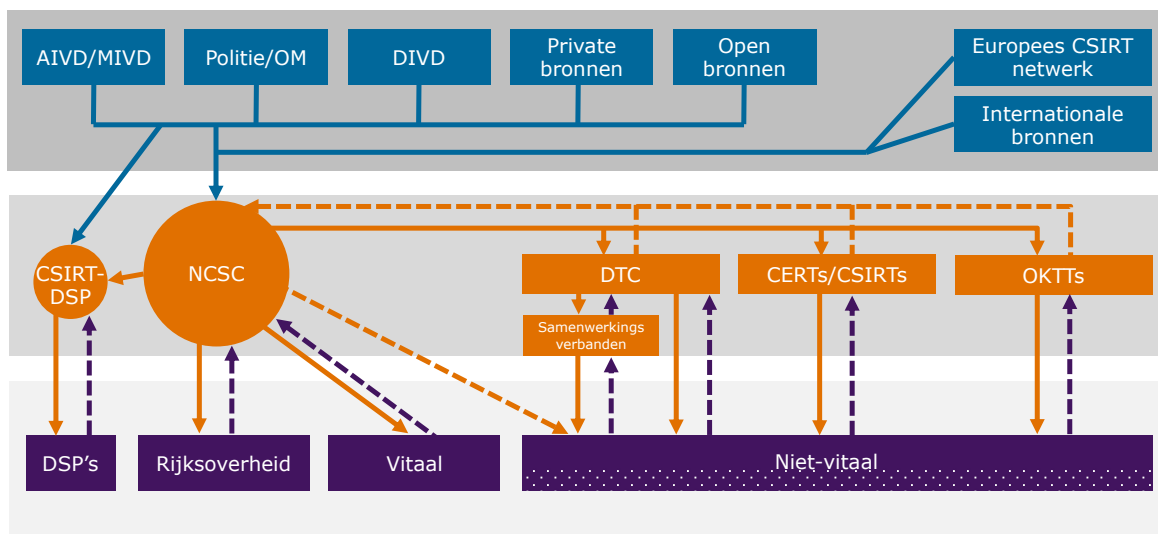 AIVD/MIVD
Politie/OM
DIVD
Private
bronnen
Open
bronnen
Europees CSIRT
netwerk
Internationale
bronnen
CSIRT-
DSP
NCSC
DTC
CERTs/CSIRTs
OKTTs
Samenwerkings
verbanden
DSP's
Rijksoverheid
Vitaal
Niet-vitaal